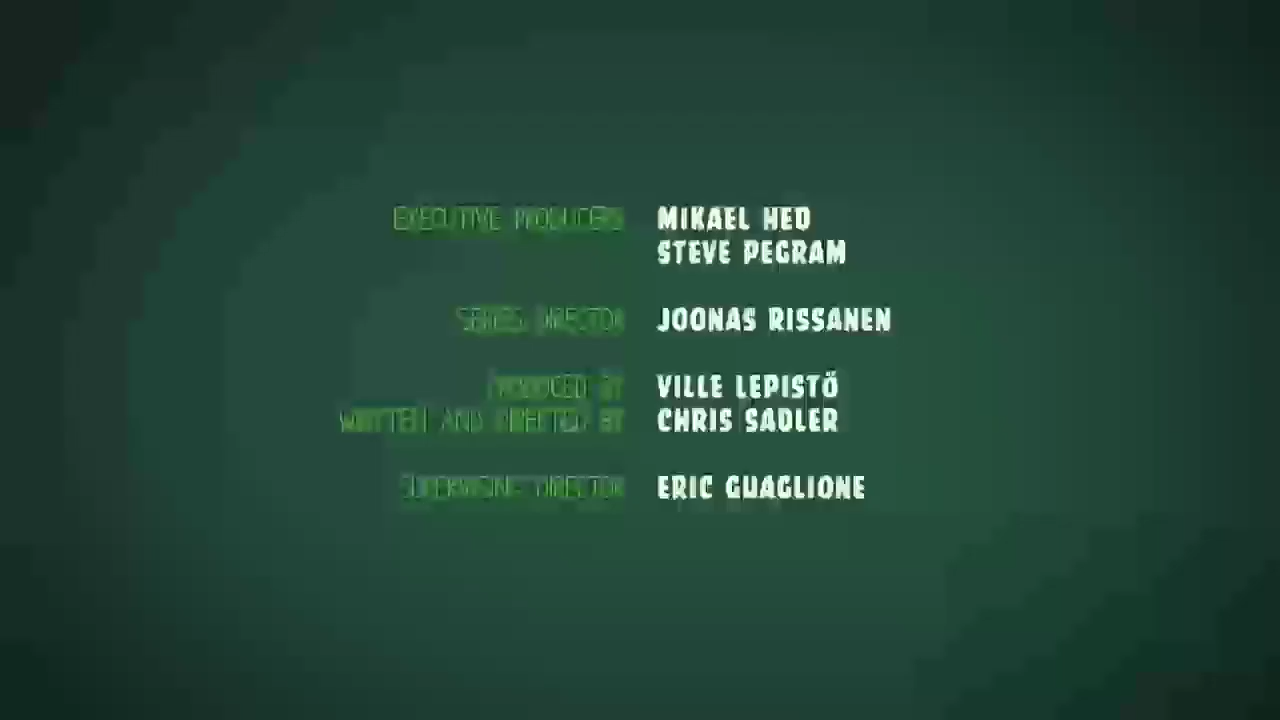 EXECUTIVE PRODUCERS MIKAEL HED
STEVE PEGRAM
SERIES DIRECTOR JOONAS RISSANEN
PRODUCED BY VILLE LEPISTÖ
WRITTEN AND DIRECTED BY CHRIS SADLER
SUPERVISING DIRECTOR ERIC GUAGLIONE